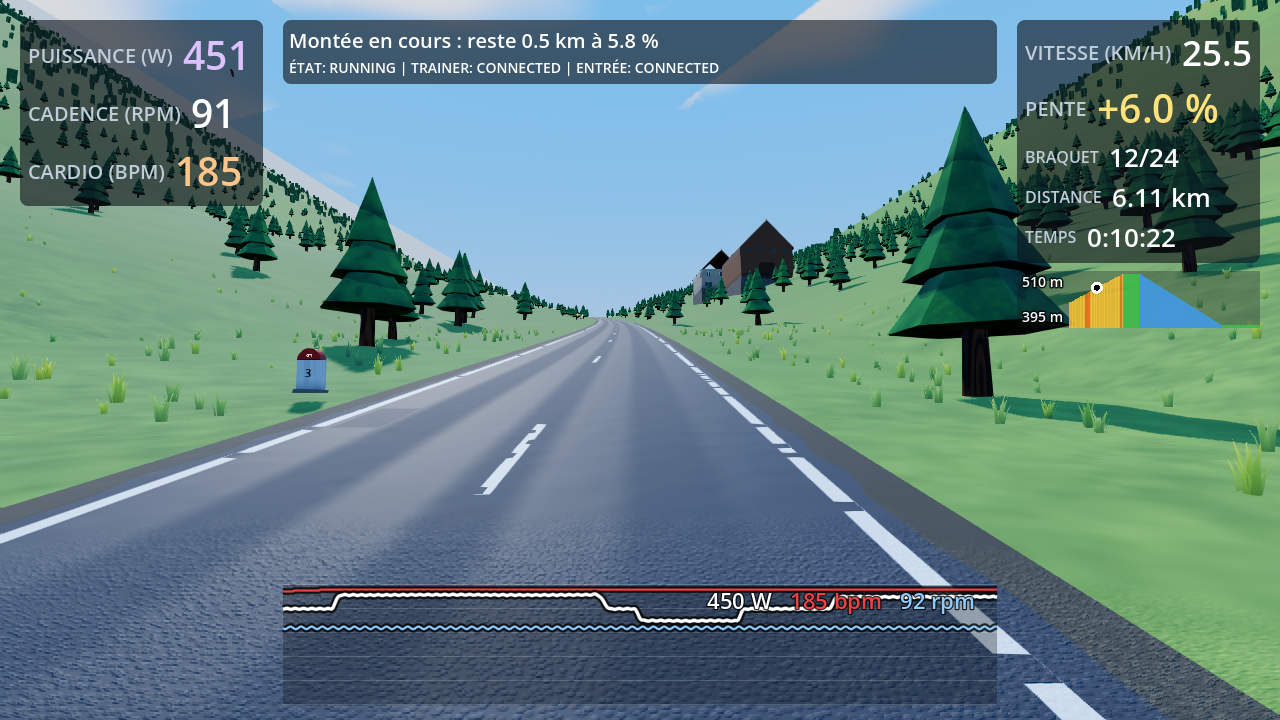 PUISSANCE (W) 451
CADENCE (RPM) 91
CARDIO (BPM) 185
Montée en cours : reste 0.5 km à 5.8 %
ÉTAT: RUNNING | TRAINER: CONNECTED | ENTRÉE: CONNECTED
VITESSE (KM/H) 25.5
PENTE +6.0 %
BRAQUET 12/24
DISTANCE 6.11 km
TEMPS 0:10:22
510 m
395 m
3
450 W 185 bpm 92 rpm